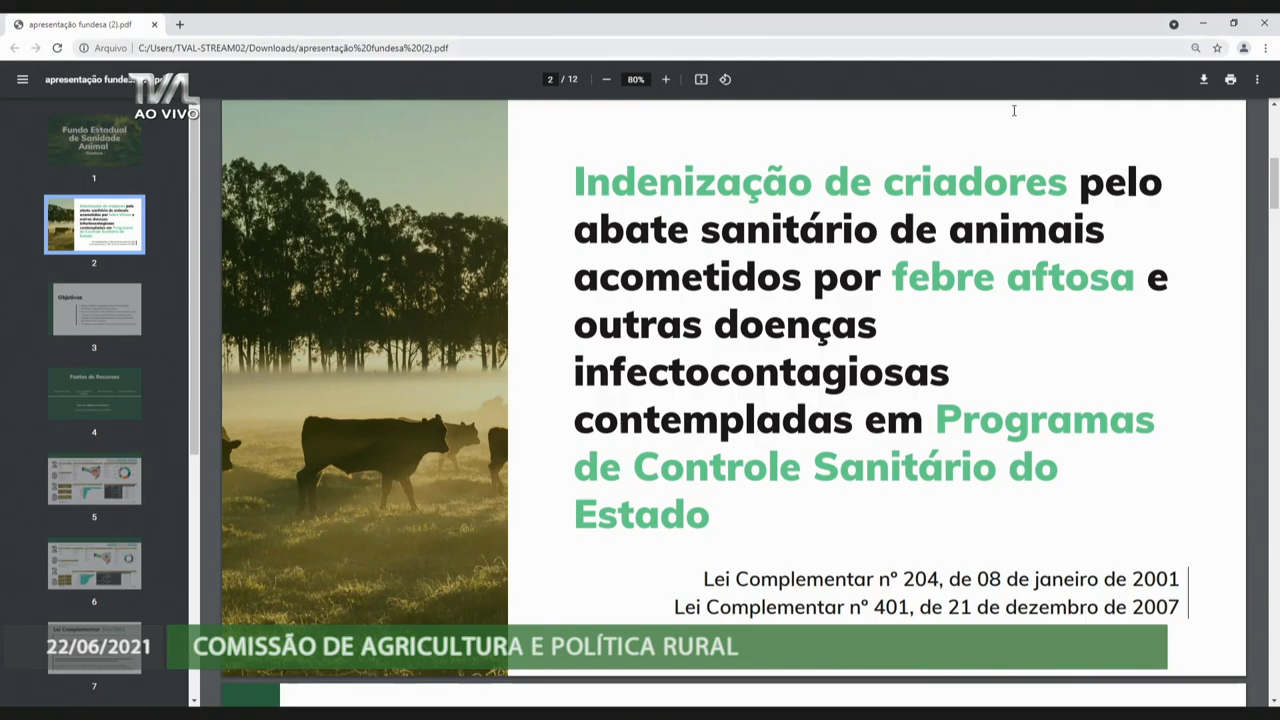 apresentação fundesa (2).pdf
Arquivo
C:/Users/TVAL-STREAM02/Downloads/apresentação%20fundesa%20(2).pdf
2 / 12
80%
TVAL
AO VIVO
Fundo Estadual
de Sanidade
Animal
1
2
Objetivos
3
Fontes de Recursos
4
5
6
Lei Complementar
7
Indenização de criadores pelo
abate sanitário de animais
acometidos por febre aftosa e
outras doenças
infectocontagiosas
contempladas em Programas
de Controle Sanitário do
Estado
Lei Complementar nº 204, de 08 de janeiro de 2001
Lei Complementar nº 401, de 21 de dezembro de 2007
22/06/2021
COMISSÃO DE AGRICULTURA E POLÍTICA RURAL